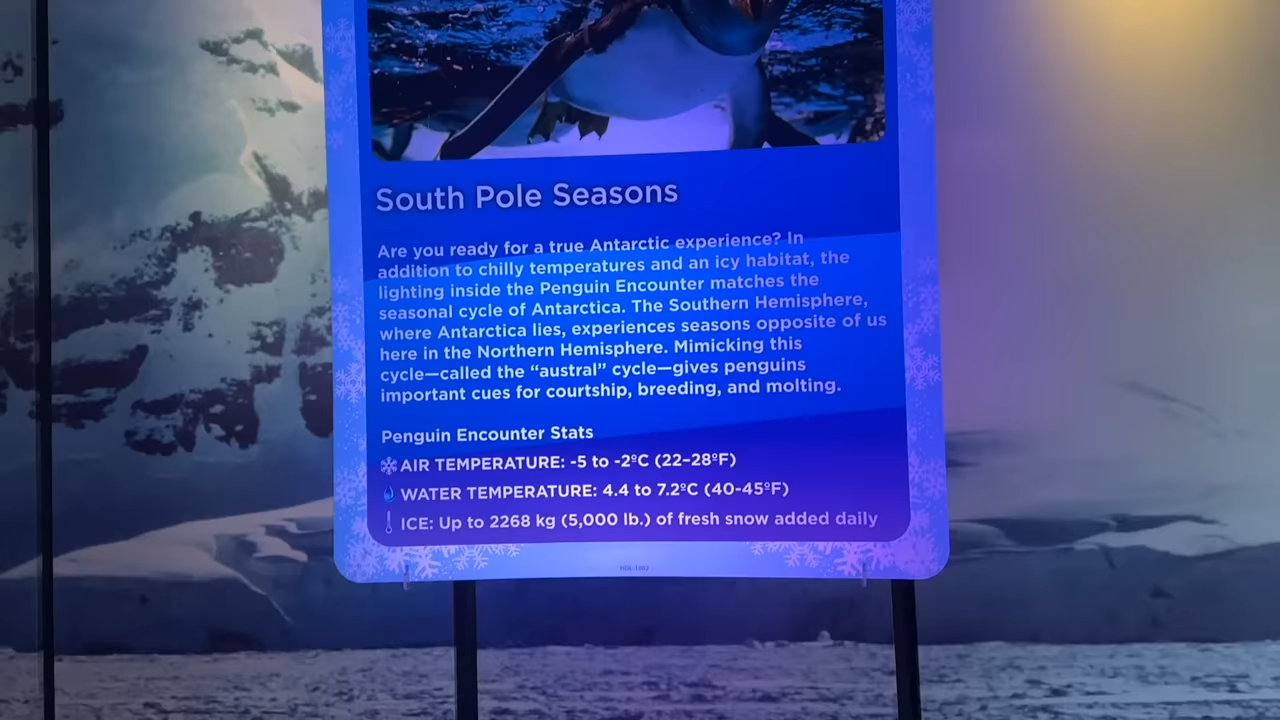 South Pole Seasons
Are you ready for a true Antarctic experience? In
addition to chilly temperatures and an icy habitat, the
lighting inside the Penguin Encounter matches the
seasonal cycle of Antarctica. The Southern Hemisphere,
where Antarctica lies, experiences seasons opposite of us
here in the Northern Hemisphere. Mimicking this
cycle—called the “austral” cycle—gives penguins
important cues for courtship, breeding, and molting.
Penguin Encounter Stats
AIR TEMPERATURE: -5 to -2ºC (22–28ºF)
WATER TEMPERATURE: 4.4 to 7.2ºC (40-45ºF)
ICE: Up to 2268 kg (5,000 lb.) of fresh snow added daily